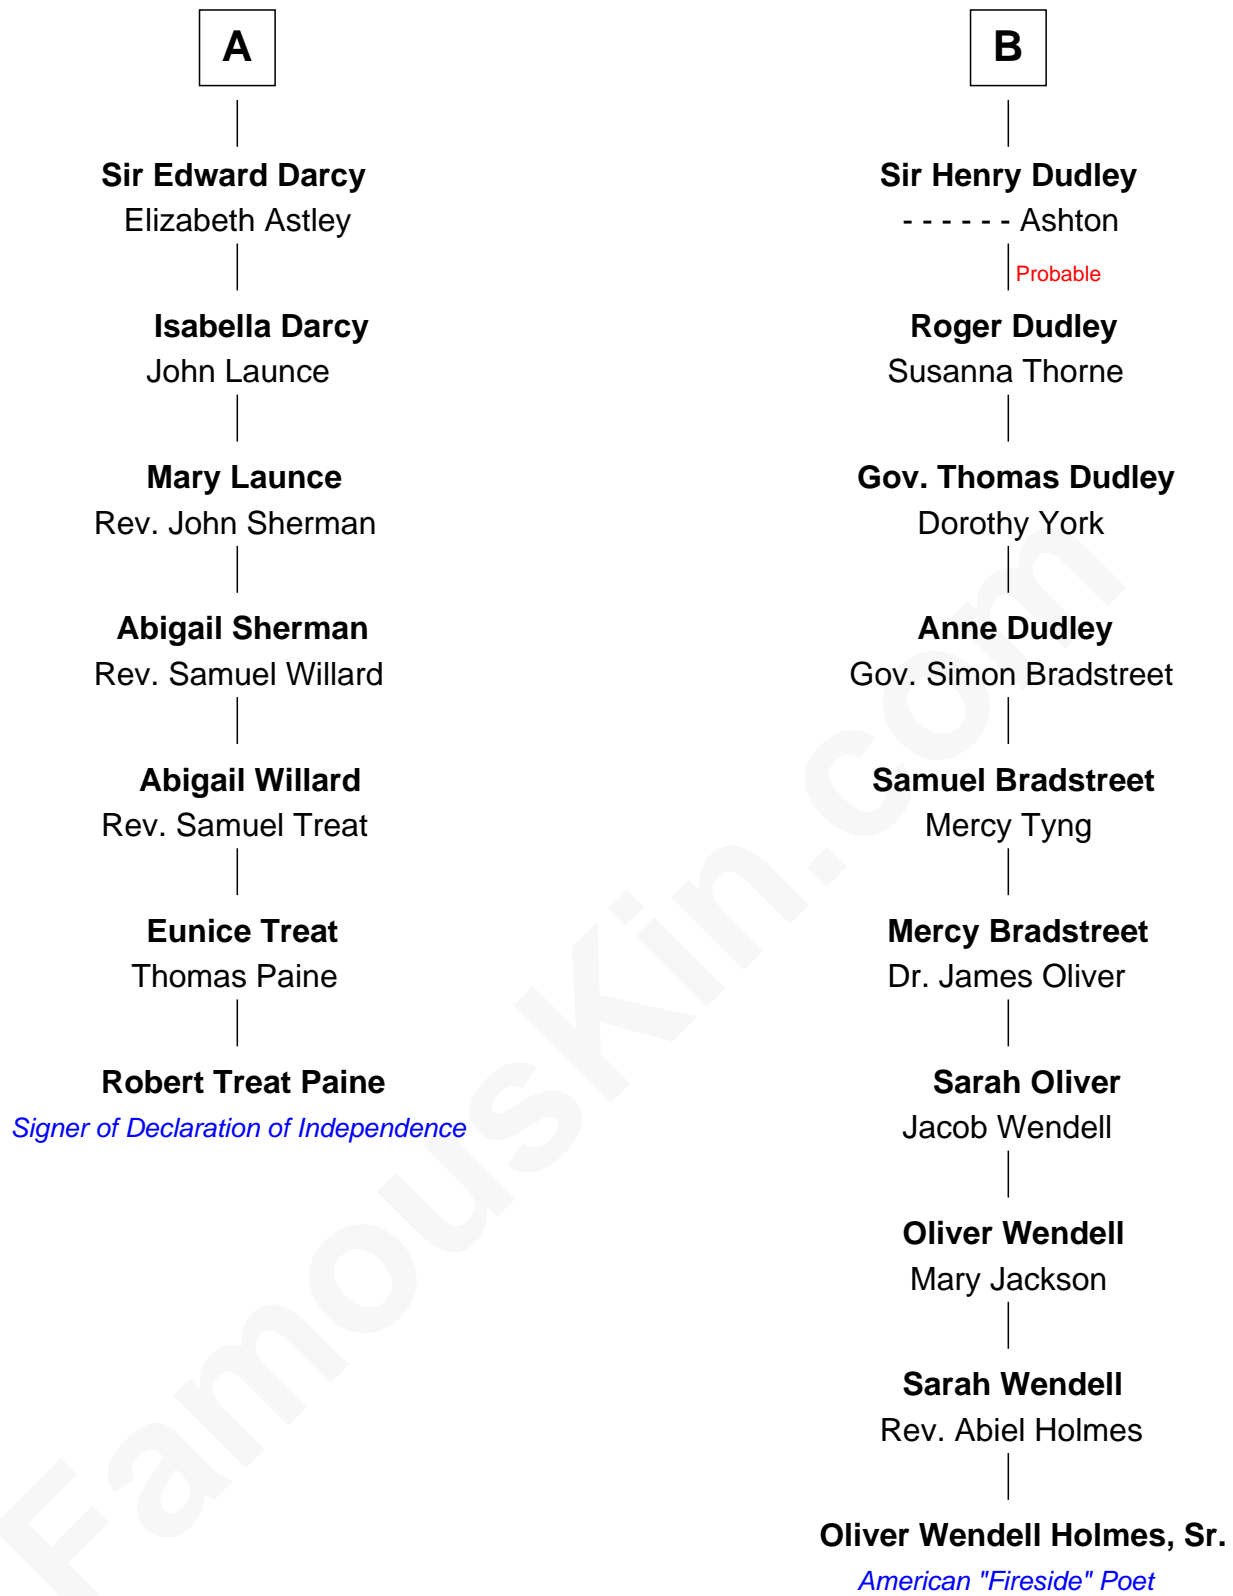 A
Sir Edward Darcy
Elizabeth Astley
Isabella Darcy
John Launce
Mary Launce
Rev. John Sherman
Abigail Sherman
Rev. Samuel Willard
Abigail Willard
Rev. Samuel Treat
Eunice Treat
Thomas Paine
Robert Treat Paine
Signer of Declaration of Independence
B
Sir Henry Dudley
- - - - - - Ashton
Probable
Roger Dudley
Susanna Thorne
Gov. Thomas Dudley
Dorothy York
Anne Dudley
Gov. Simon Bradstreet
Samuel Bradstreet
Mercy Tyng
Mercy Bradstreet
Dr. James Oliver
Sarah Oliver
Jacob Wendell
Oliver Wendell
Mary Jackson
Sarah Wendell
Rev. Abiel Holmes
Oliver Wendell Holmes, Sr.
American "Fireside" Poet
FamousKin.com